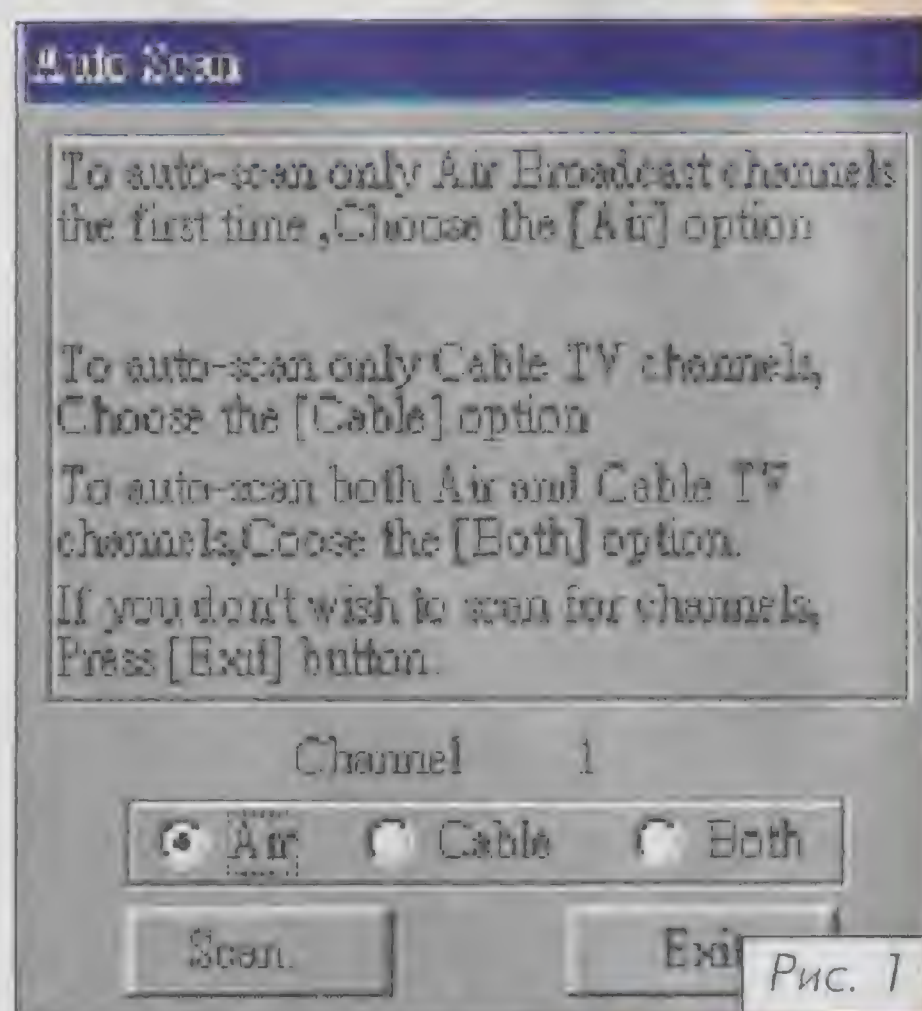 Auto Scan
To auto-scan only Air Broadcast channels
the first time ,Choose the [Air] option
To auto-scan only Cable TV channels,
Choose the [Cable] option
To auto-scan both Air and Cable TV
channels,Coose the [Both] option.
If you don't wish to scan for channels,
Press [Exit] button.
Channel 1
Air Cable Both
Scan. Exit
Рис. 1